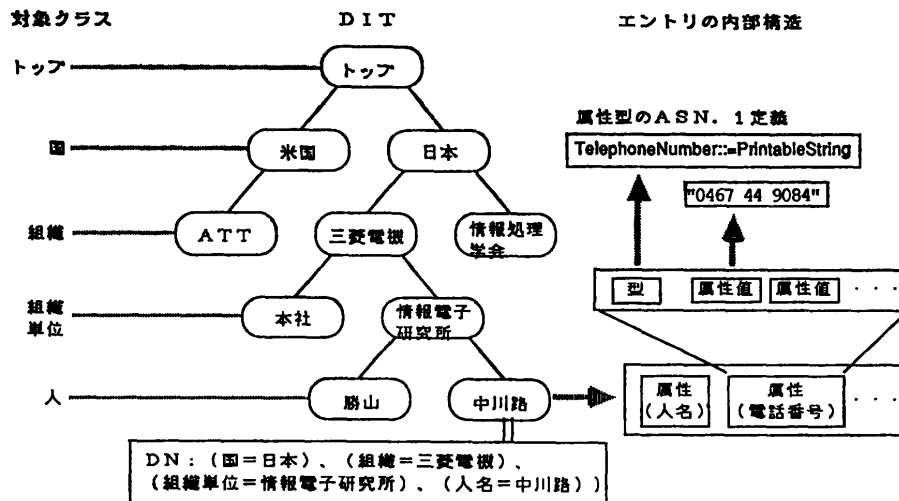 対象クラス　DIT　エントリの内部構造
トップ　トップ
属性型のASN.1定義
国　米国　日本　TelephoneNumber::=PrintableString
"0467 44 9084"
組織　ATT　三菱電機　情報処理
学会
型　属性値　属性値　・・・
組織
単位　本社　情報電子
研究所
人　勝山　中川路　属性
(人名)　属性
(電話番号)　・・・
DN:(国=日本)、(組織=三菱電機)、
(組織単位=情報電子研究所)、(人名=中川路))